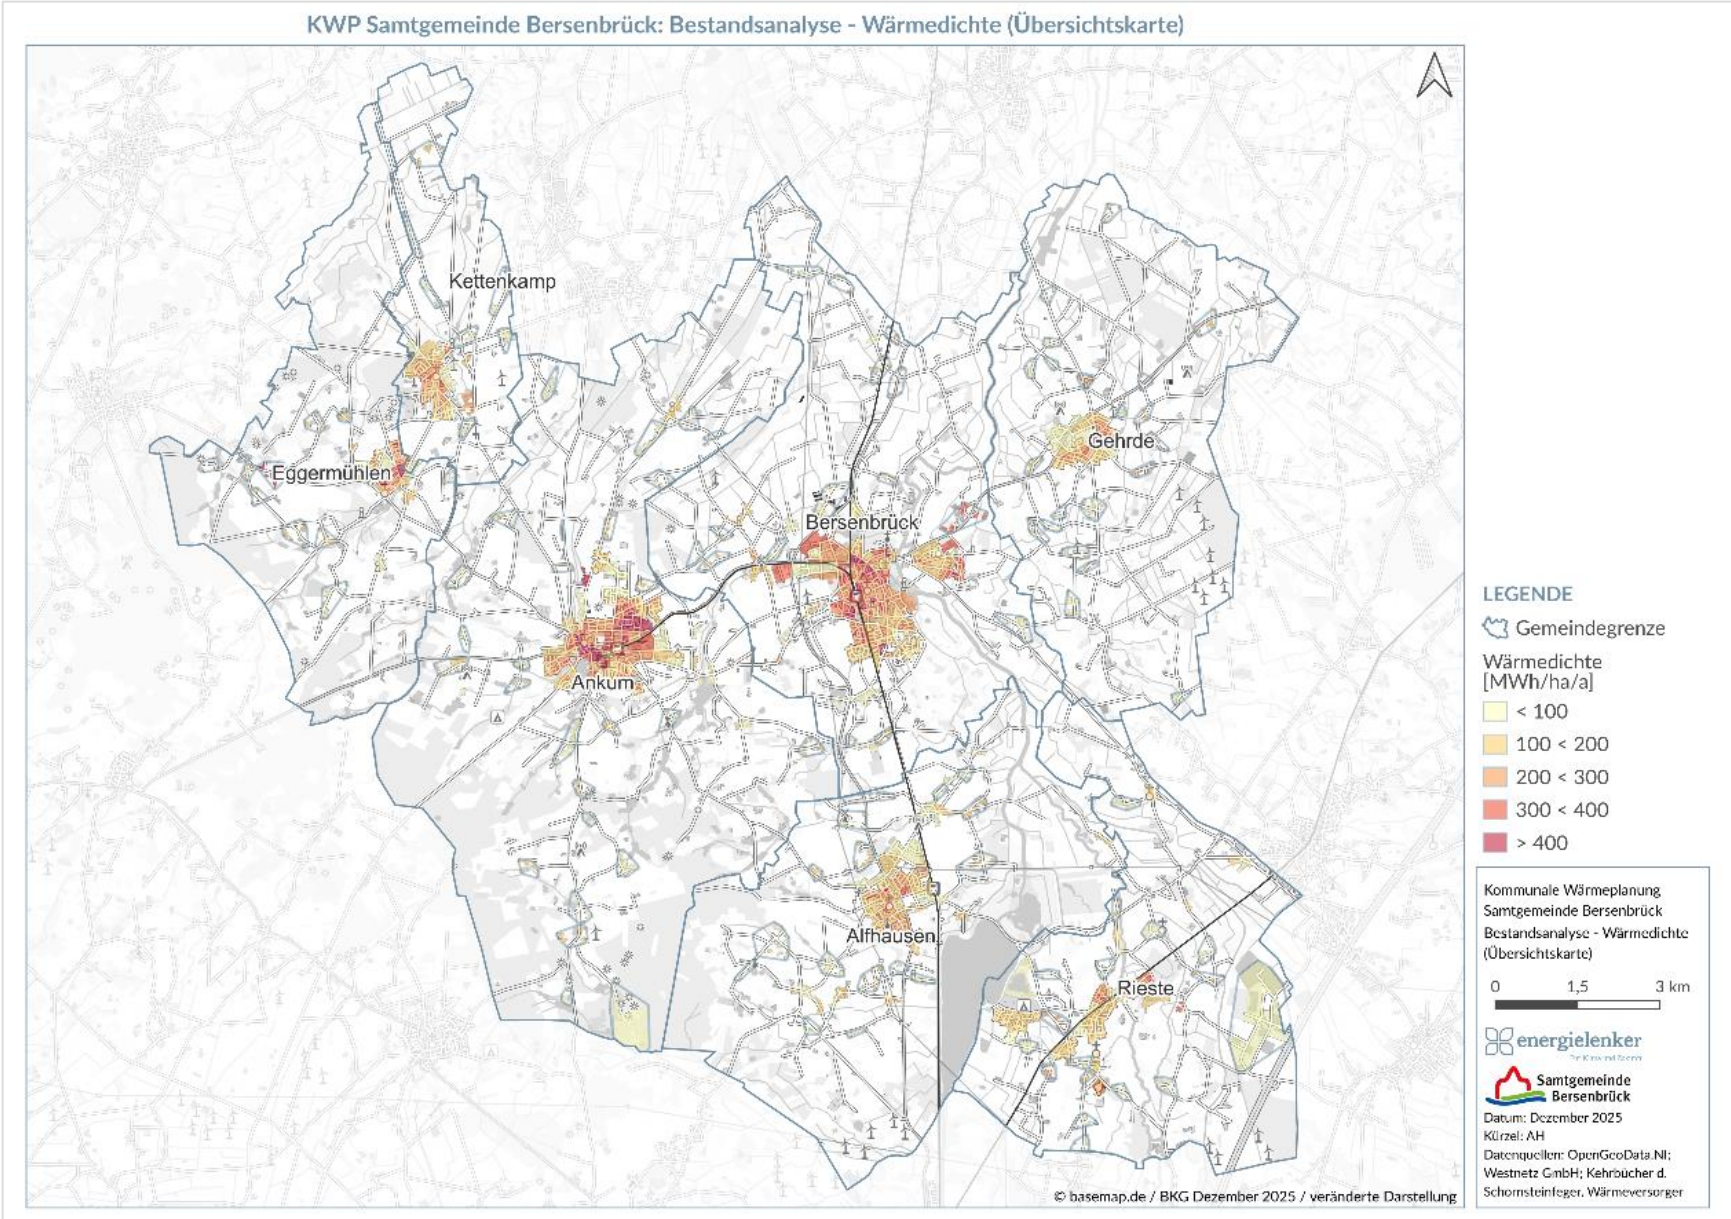 KWP Samtgemeinde Bersenbrück: Bestandsanalyse - Wärmedichte (Übersichtskarte)
Kettenkamp
Gehrde
Eggermühlen
Bersenbrück
Ankum
Alfhausen
Rieste
© basemap.de / BKG Dezember 2025 / veränderte Darstellung
LEGENDE
Gemeindegrenze
Wärmedichte
[MWh/ha/a]
< 100
100 < 200
200 < 300
300 < 400
> 400
Kommunale Wärmeplanung
Samtgemeinde Bersenbrück
Bestandsanalyse - Wärmedichte
(Übersichtskarte)
0 1,5 3 km
energielenker
Samtgemeinde
Bersenbrück
Datum: Dezember 2025
Kürzel: AH
Datenquellen: OpenGeoData.NI;
Westnetz GmbH; Kehrbücher d.
Schornsteinfeger, Wärmeversorger